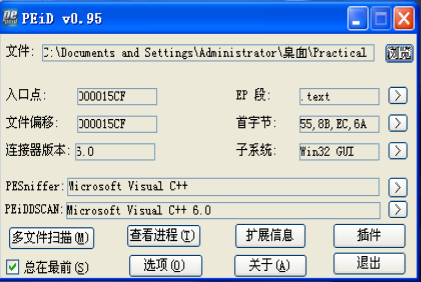 PEiD v0.95
文件: C:\Documents and Settings\Administrator\桌面\Practical 浏览
入口点: 000015CF EP 段: .text >
文件偏移: 000015CF 首字节: 55,8B,EC,6A >
连接器版本: 6.0 子系统: Win32 GUI >
PESniffer: Microsoft Visual C++ >
PEiDDSCAN: Microsoft Visual C++ 6.0 >
多文件扫描(M) 查看进程(T) 扩展信息 插件
总在最前(S) 选项(O) 关于(A) 退出